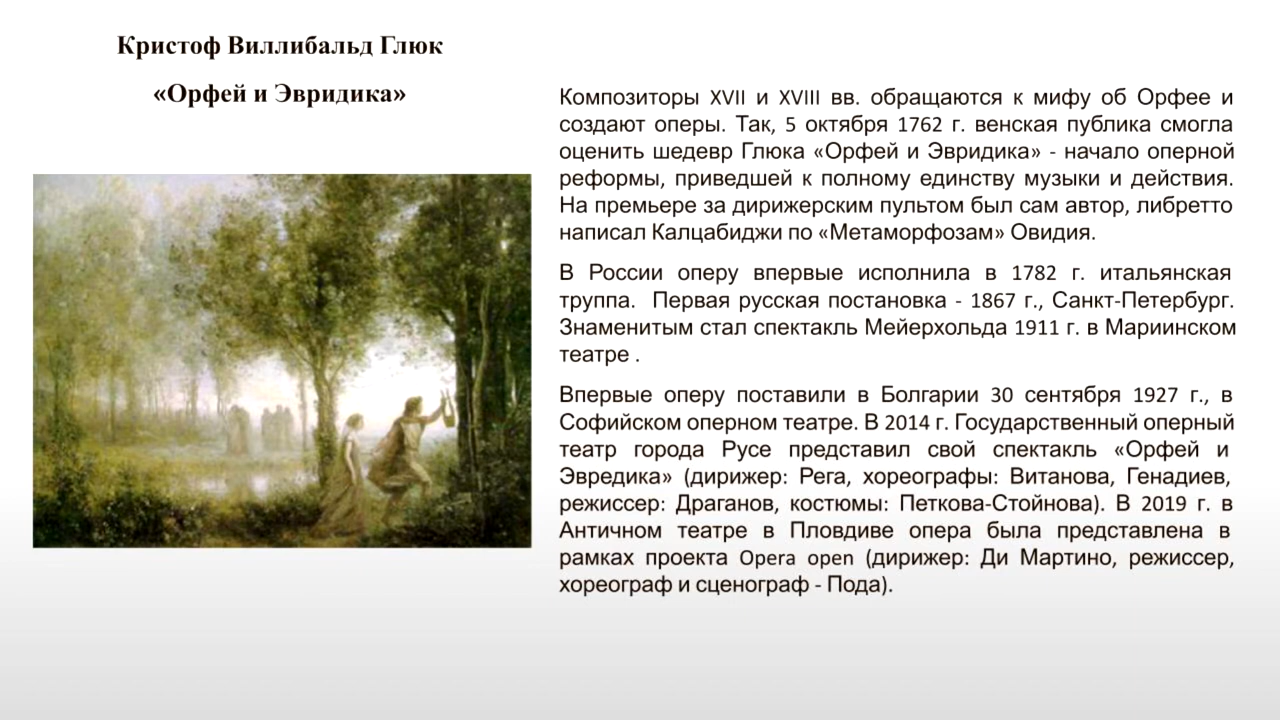 Кристоф Виллибальд Глюк
«Орфей и Эвридика»
Композиторы XVII и XVIII вв. обращаются к мифу об Орфее и
создают оперы. Так, 5 октября 1762 г. венская публика смогла
оценить шедевр Глюка «Орфей и Эвридика» - начало оперной
реформы, приведшей к полному единству музыки и действия.
На премьере за дирижерским пультом был сам автор, либретто
написал Калцабиджи по «Метаморфозам» Овидия.
В России оперу впервые исполнила в 1782 г. итальянская
труппа. Первая русская постановка - 1867 г., Санкт-Петербург.
Знаменитым стал спектакль Мейерхольда 1911 г. в Мариинском
театре .
Впервые оперу поставили в Болгарии 30 сентября 1927 г., в
Софийском оперном театре. В 2014 г. Государственный оперный
театр города Русе представил свой спектакль «Орфей и
Эвредика» (дирижер: Рега, хореографы: Витанова, Генадиев,
режиссер: Драганов, костюмы: Петкова-Стойнова). В 2019 г. в
Античном театре в Пловдиве опера была представлена в
рамках проекта Opera open (дирижер: Ди Мартино, режиссер,
хореограф и сценограф - Пода).